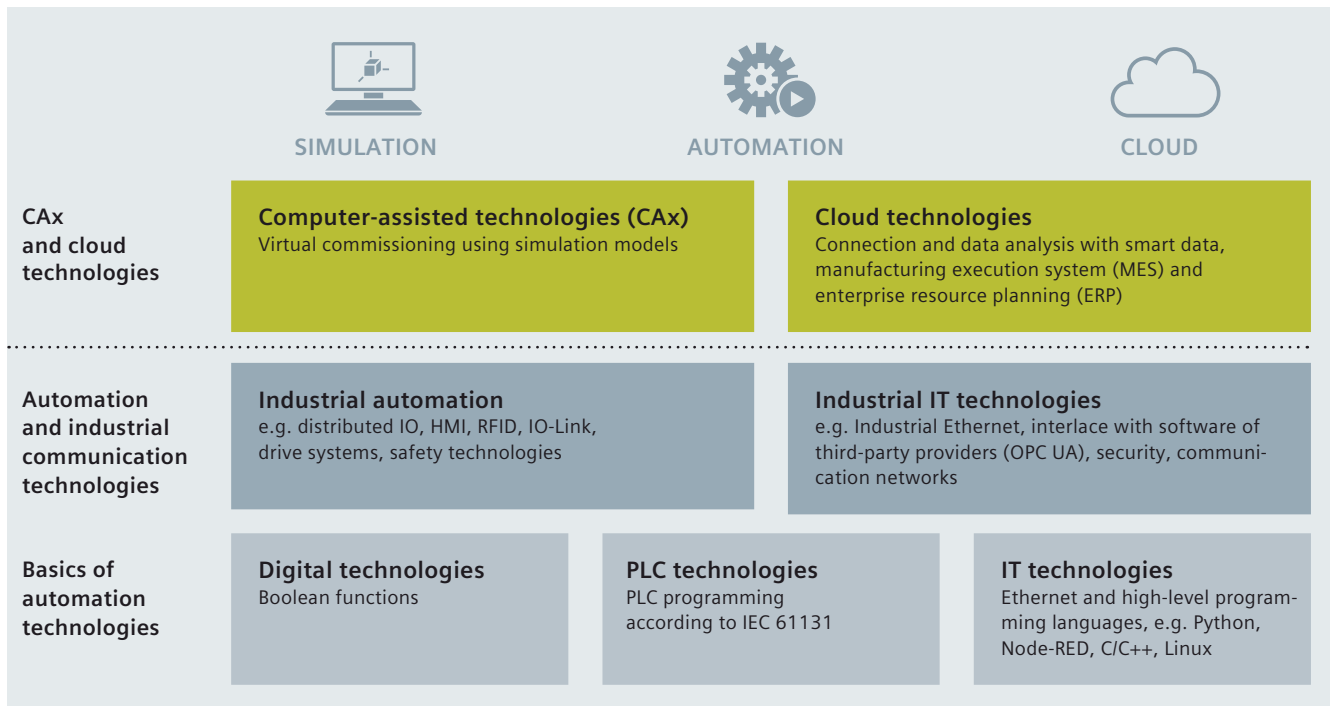 SIMULATION
AUTOMATION
CLOUD
CAx
and cloud
technologies
Computer-assisted technologies (CAx)
Virtual commissioning using simulation models
Cloud technologies
Connection and data analysis with smart data,
manufacturing execution system (MES) and
enterprise resource planning (ERP)
Automation
and industrial
communication
technologies
Industrial automation
e.g. distributed IO, HMI, RFID, IO-Link,
drive systems, safety technologies
Industrial IT technologies
e.g. Industrial Ethernet, interlace with software of
third-party providers (OPC UA), security, communi-
cation networks
Basics of
automation
technologies
Digital technologies
Boolean functions
PLC technologies
PLC programming
according to IEC 61131
IT technologies
Ethernet and high-level program-
ming languages, e.g. Python,
Node-RED, C/C++, Linux